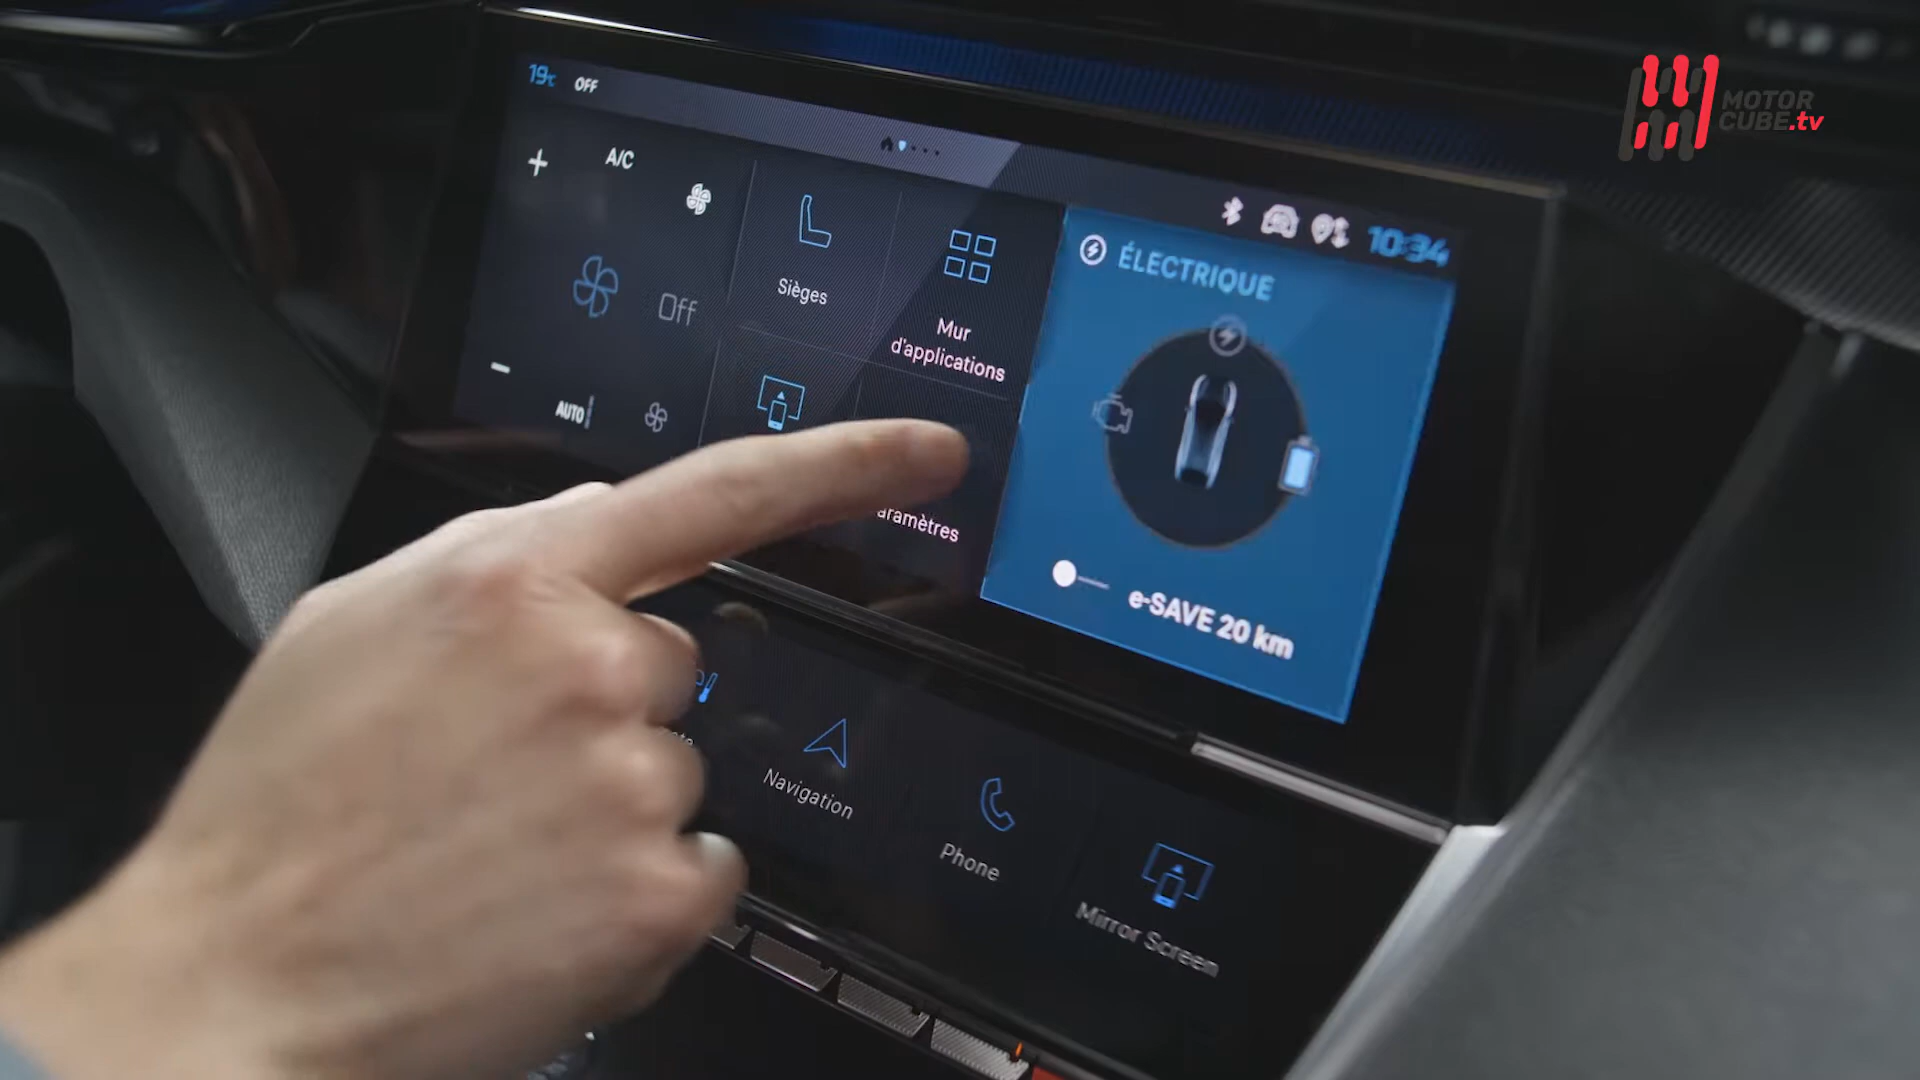 19°C OFF
MOTOR
CUBE.tv
A/C
10:34
ÉLECTRIQUE
Off
Sièges
Mur
d'applications
AUTO
aramètres
e-SAVE 20 km
Navigation
Phone
Mirror Screen